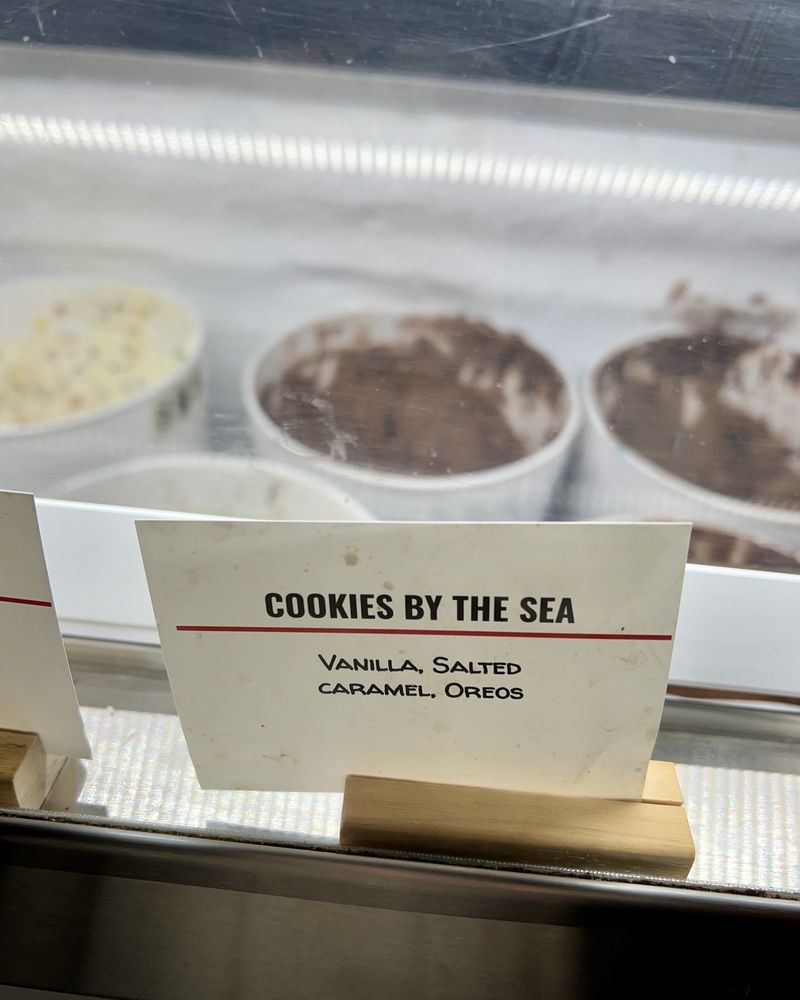 COOKIES BY THE SEA
VANILLA, SALTED
CARAMEL, OREOS